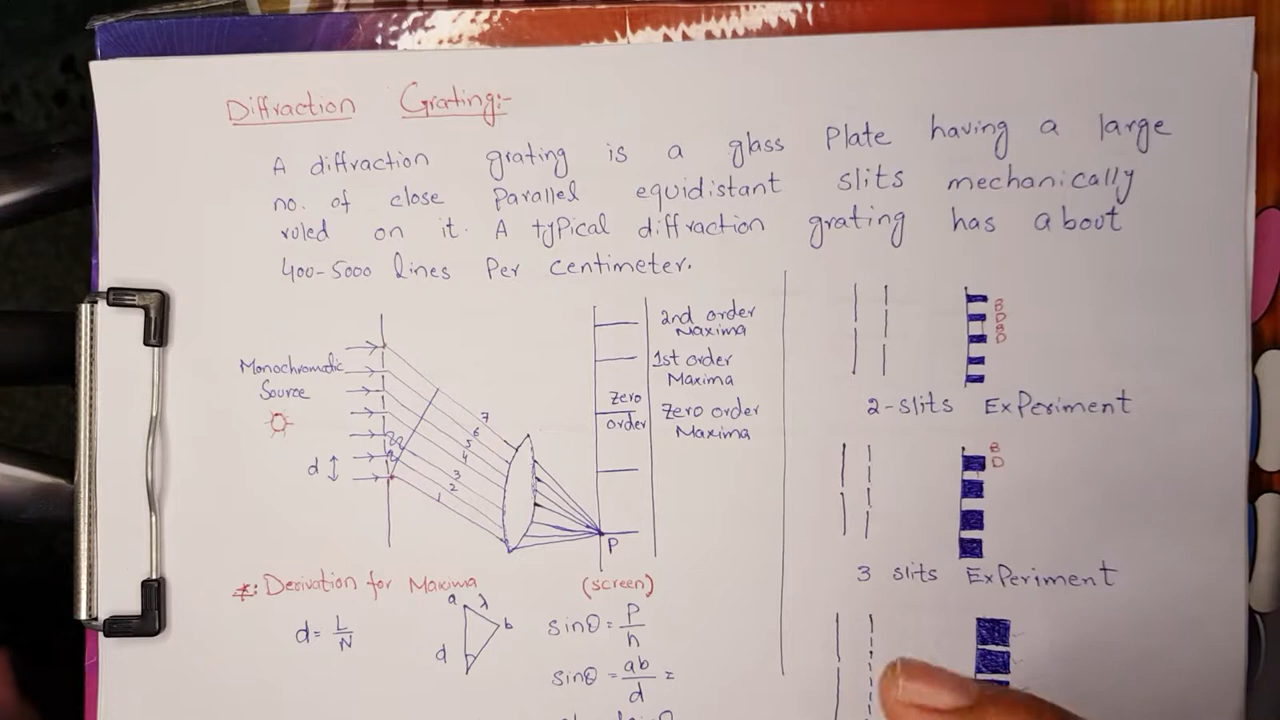 Diffraction Grating:-
A diffraction grating is a glass Plate having a large
no. of close Parallel equidistant slits mechanically
ruled on it. A typical diffraction grating has about
400-5000 lines Per centimeter.
Monochromatic
Source
d
1
2
3
4
5
6
7
P
2nd order
Maxima
1st order
Maxima
Zero
order
Zero order
Maxima
(screen)
B
D
B
D
2-slits ExPeriment
B
D
3 slits ExPeriment
*: Derivation for Maxima
d = L/N
a
λ
b
d
sinθ = P/h
sinθ = ab/d =